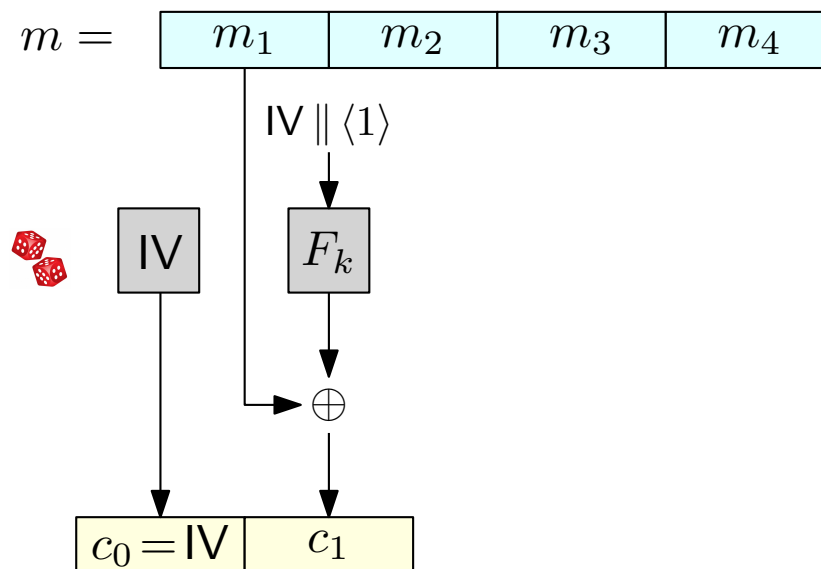 m = m₁ m₂ m₃ m₄
IV ∥ ⟨1⟩
IV Fₖ
⊕
c₀ = IV c₁